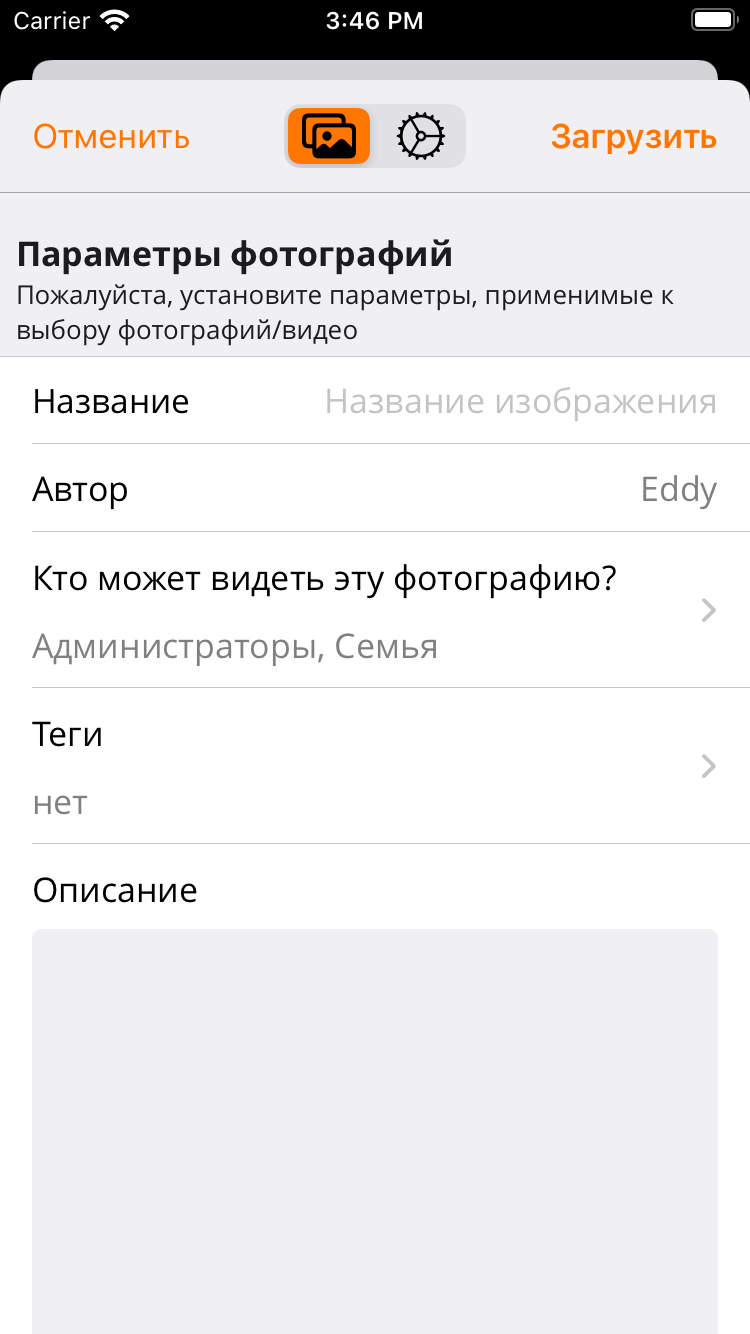 Carrier 3:46 PM
Отменить Загрузить
Параметры фотографий
Пожалуйста, установите параметры, применимые к
выбору фотографий/видео
Название Название изображения
Автор Eddy
Кто может видеть эту фотографию?
Администраторы, Семья
Теги
нет
Описание